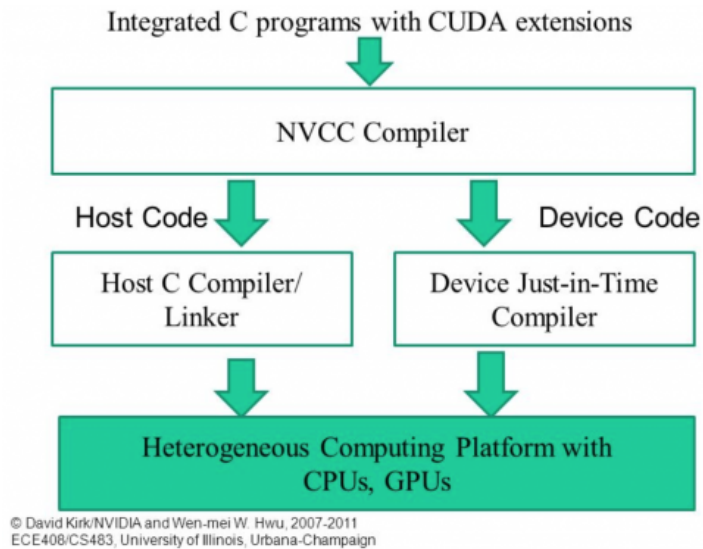 Integrated C programs with CUDA extensions
NVCC Compiler
Host Code
Device Code
Host C Compiler/
Linker
Device Just-in-Time
Compiler
Heterogeneous Computing Platform with
CPUs, GPUs
© David Kirk/NVIDIA and Wen-mei W. Hwu, 2007-2011
ECE408/CS483, University of Illinois, Urbana-Champaign